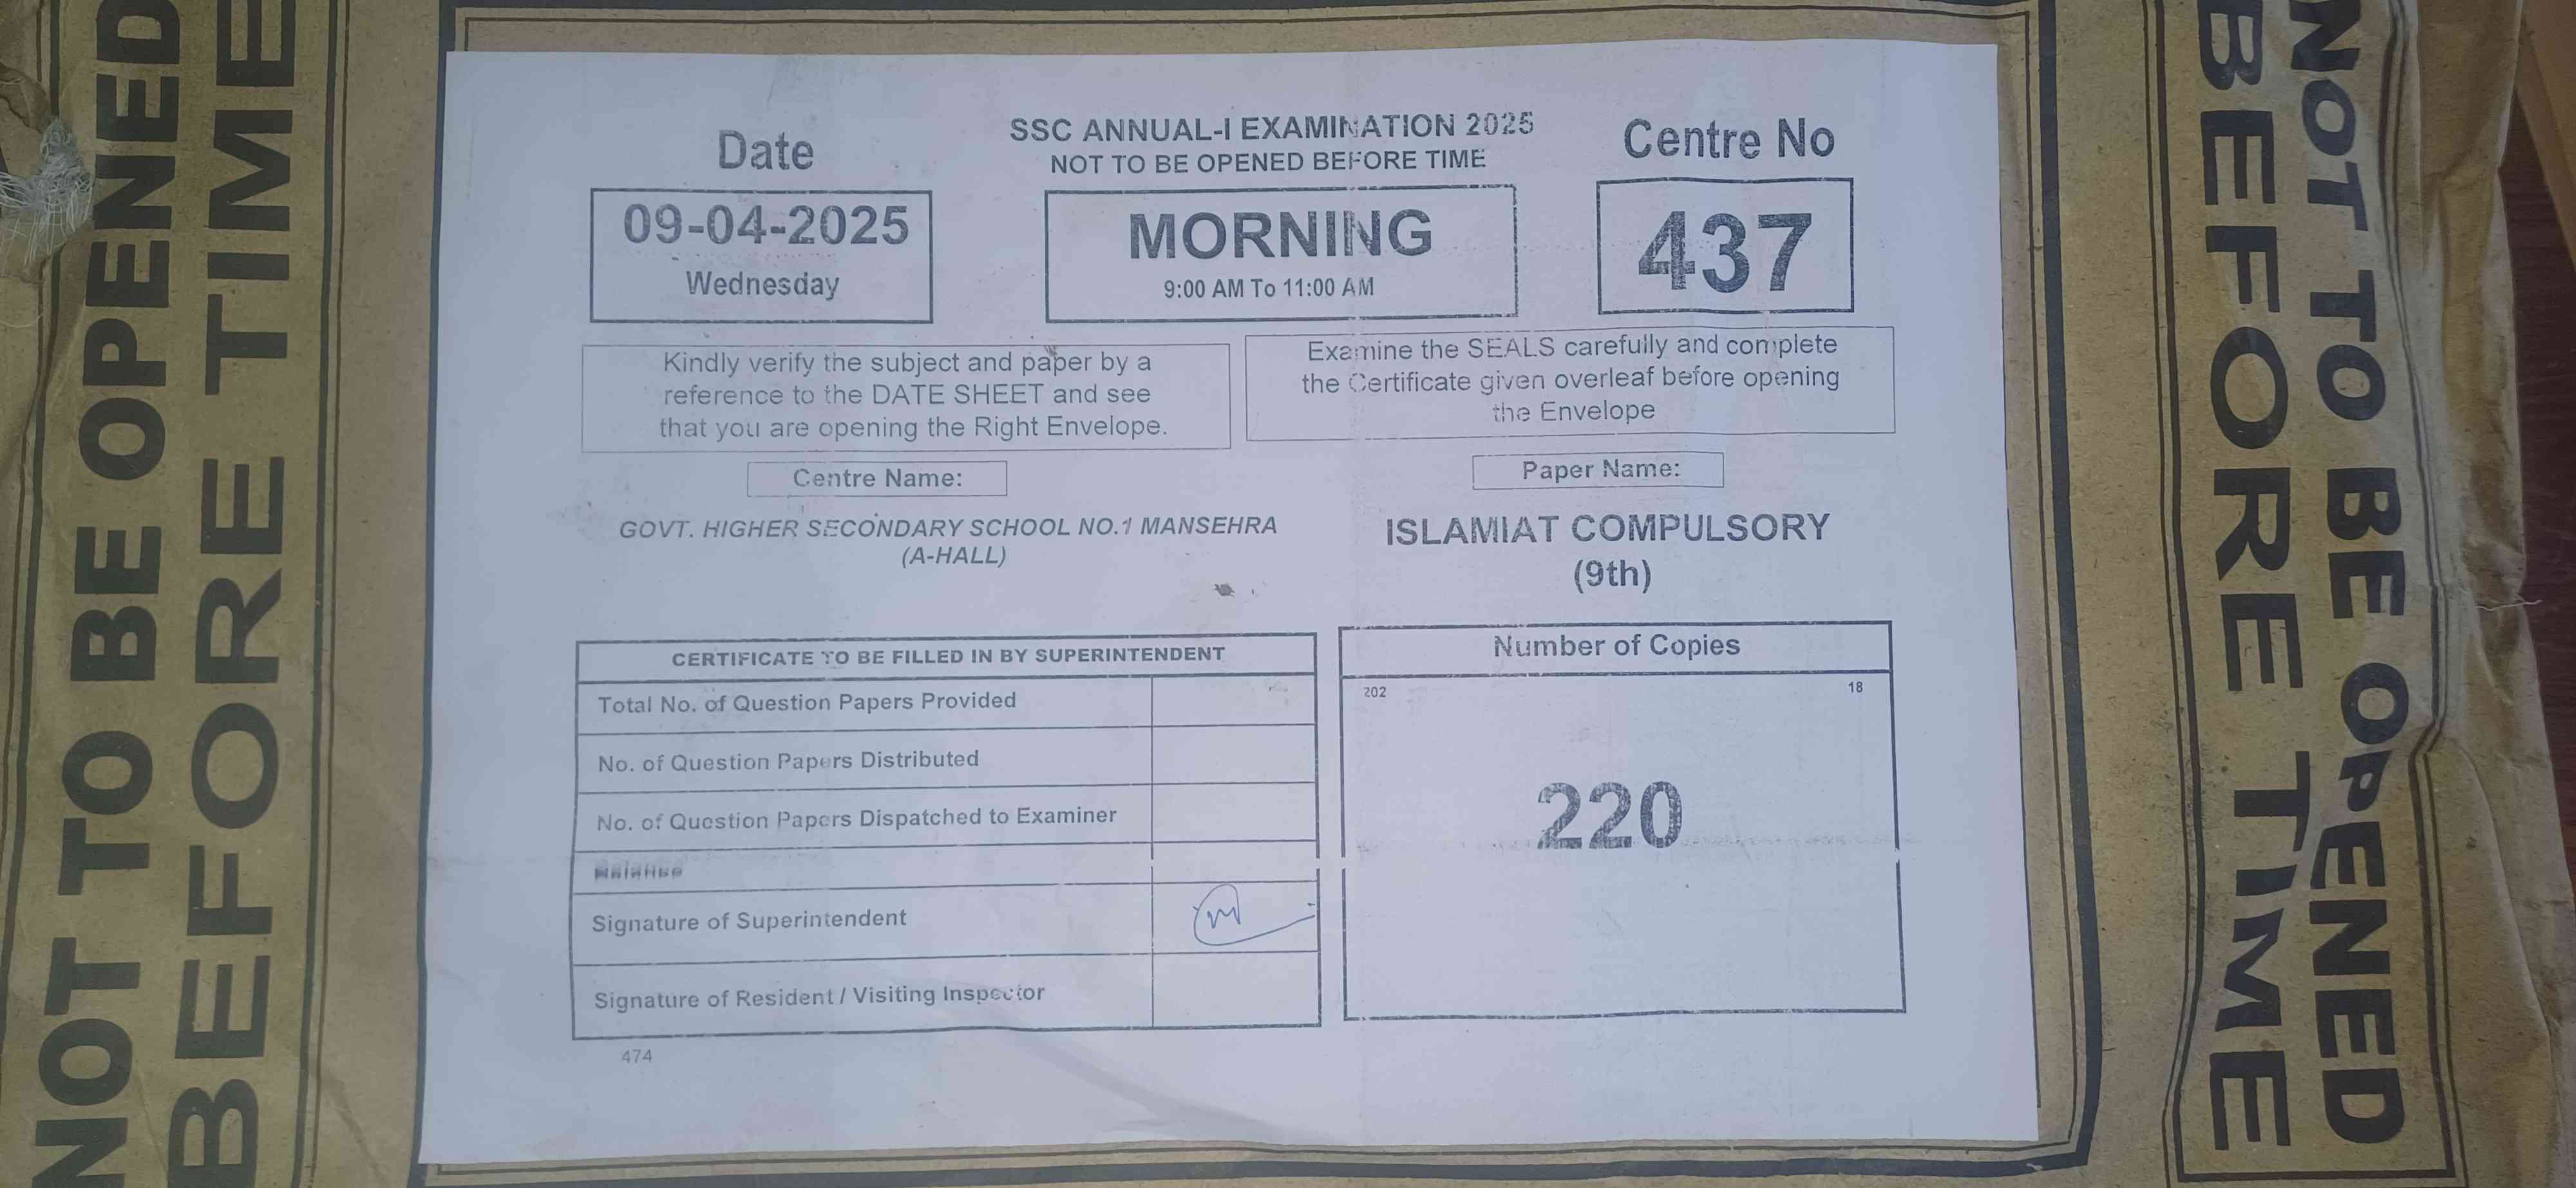 NOT TO BE OPENED
BEFORE TIME
Date
SSC ANNUAL-I EXAMINATION 2025
NOT TO BE OPENED BEFORE TIME
Centre No
09-04-2025
Wednesday
MORNING
9:00 AM To 11:00 AM
437
Kindly verify the subject and paper by a
reference to the DATE SHEET and see
that you are opening the Right Envelope.
Examine the SEALS carefully and complete
the Certificate given overleaf before opening
the Envelope
Centre Name:
Paper Name:
GOVT. HIGHER SECONDARY SCHOOL NO.1 MANSEHRA
(A-HALL)
ISLAMIAT COMPULSORY
(9th)
CERTIFICATE TO BE FILLED IN BY SUPERINTENDENT
Total No. of Question Papers Provided
No. of Question Papers Distributed
No. of Question Papers Dispatched to Examiner
Balance
Signature of Superintendent
Signature of Resident / Visiting Inspector
474
Number of Copies
202 18
220
NOT TO BE OPENED
BEFORE TIME